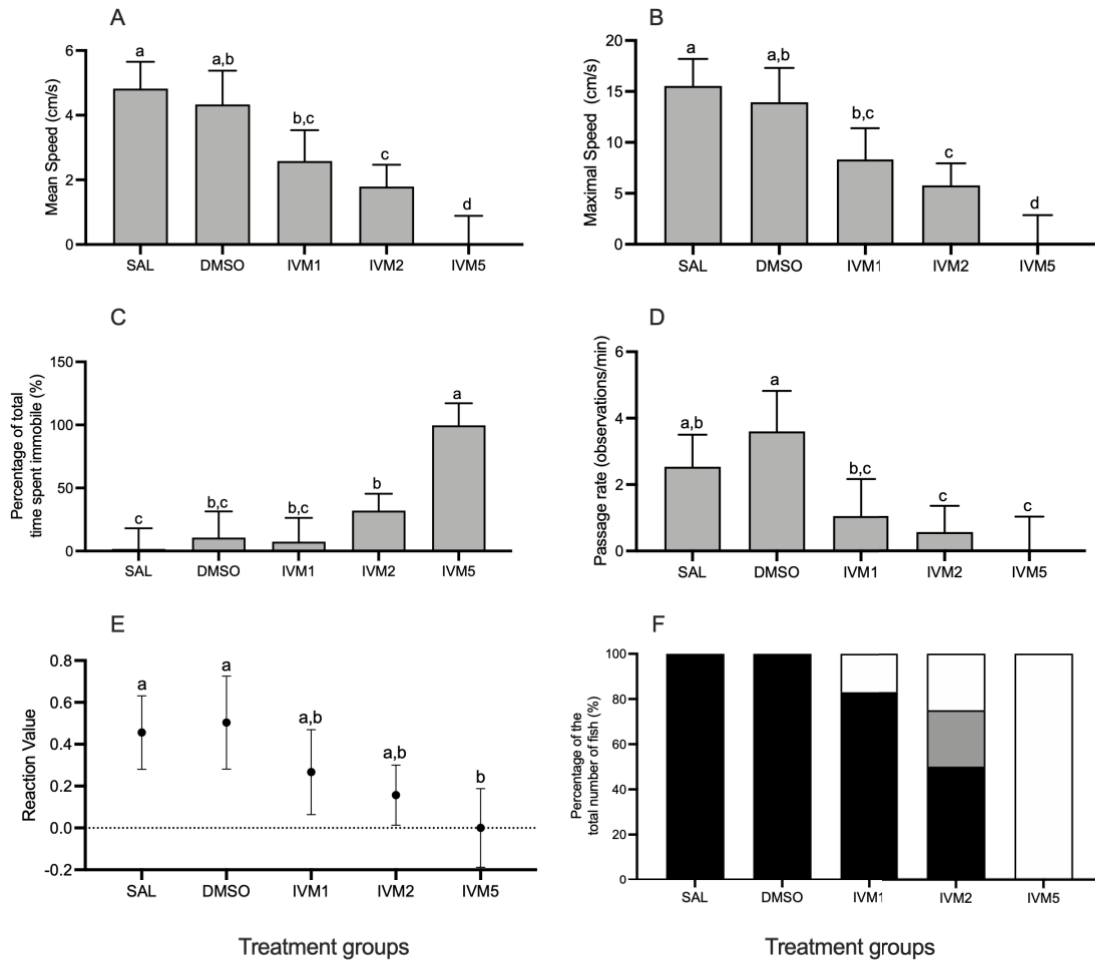 A
Mean Speed (cm/s)
6
4
2
0
a
a,b
b,c
c
d
SAL DMSO IVM1 IVM2 IVM5
B
Maximal Speed (cm/s)
20
15
10
5
0
a
a,b
b,c
c
d
SAL DMSO IVM1 IVM2 IVM5
C
Percentage of total
time spent immobile (%)
150
100
50
0
c
b,c
b,c
b
a
SAL DMSO IVM1 IVM2 IVM5
D
Passage rate (observations/min)
6
4
2
0
a,b
a
b,c
c
c
SAL DMSO IVM1 IVM2 IVM5
E
Reaction Value
0.8
0.6
0.4
0.2
0.0
-0.2
a
a
a,b
a,b
b
SAL DMSO IVM1 IVM2 IVM5
Treatment groups
F
Percentage of the
total number of fish (%)
100
80
60
40
20
0
SAL DMSO IVM1 IVM2 IVM5
Treatment groups